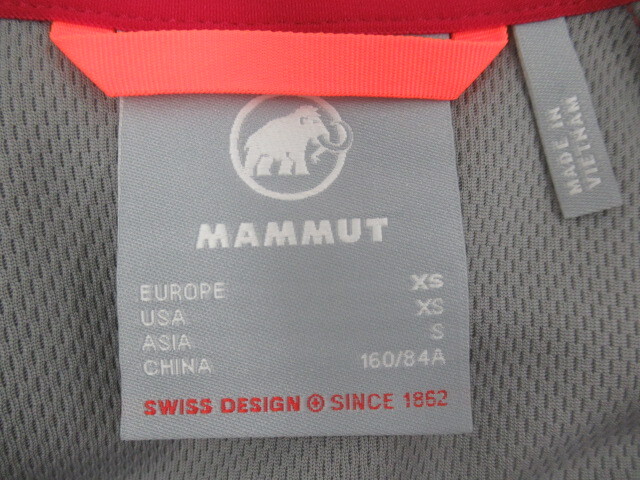 MADE IN
VIETNAM
MAMMUT
EUROPE XS
USA XS
ASIA S
CHINA 160/84A
SWISS DESIGN SINCE 1862